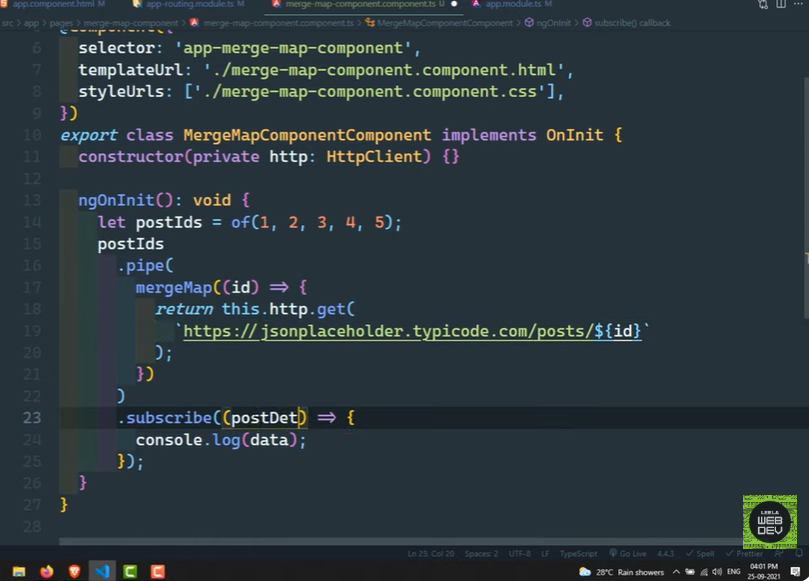 app.component.html M app-routing.module.ts M merge-map-component.component.ts U app.module.ts M
src > app > pages > merge-map-component > merge-map-component.component.ts > MergeMapComponentComponent > ngOnInit > subscribe() callback
6 selector: 'app-merge-map-component',
7 templateUrl: './merge-map-component.component.html',
8 styleUrls: ['./merge-map-component.component.css'],
9 })
10 export class MergeMapComponentComponent implements OnInit {
11 constructor(private http: HttpClient) {}
12
13 ngOnInit(): void {
14 let postIds = of(1, 2, 3, 4, 5);
15 postIds
16 .pipe(
17 mergeMap((id) => {
18 return this.http.get(
19 `https://jsonplaceholder.typicode.com/posts/${id}`
20 );
21 })
22 )
23 .subscribe((postDet) => {
24 console.log(data);
25 });
26 }
27 }
28
LEELA
WEB
DEV
Ln 23, Col 20 Spaces: 2 UTF-8 LF TypeScript Go Live 4.4.3 Spell Prettier
28°C Rain showers ENG 04:01 PM
25-09-2021